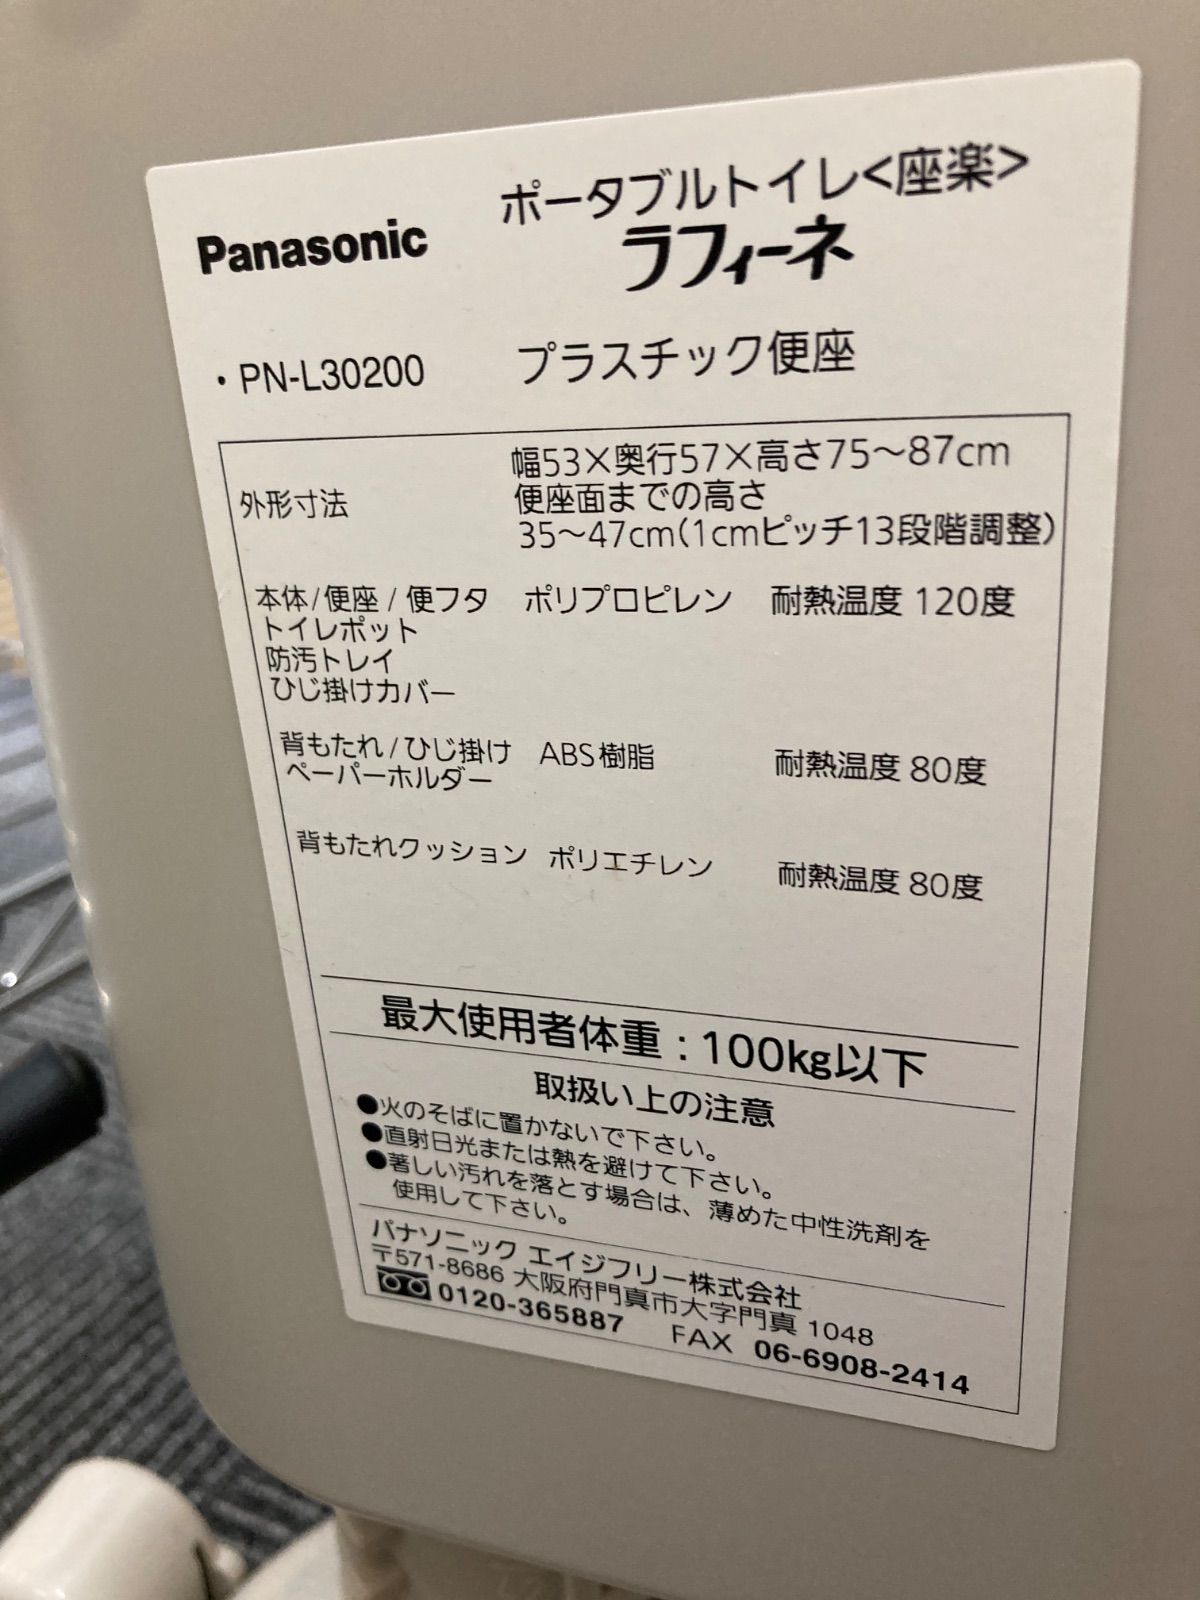 Panasonic ポータブルトイレ<座楽>
ラフィーネ
・PN-L30200 プラスチック便座
外形寸法 幅53×奥行57×高さ75～87cm
便座面までの高さ
35～47cm(1cmピッチ13段階調整)
本体/便座/便フタ ポリプロピレン 耐熱温度 120度
トイレポット
防汚トレイ
ひじ掛けカバー
背もたれ/ひじ掛け ABS樹脂 耐熱温度 80度
ペーパーホルダー
背もたれクッション ポリエチレン 耐熱温度 80度
最大使用者体重：100kg以下
取扱い上の注意
●火のそばに置かないで下さい。
●直射日光または熱を避けて下さい。
●著しい汚れを落とす場合は、薄めた中性洗剤を
使用して下さい。
パナソニック エイジフリー株式会社
〒571-8686 大阪府門真市大字門真 1048
0120-365887 FAX 06-6908-2414